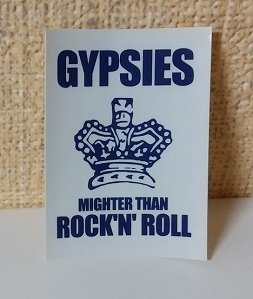 GYPSIES
MIGHTER THAN
ROCK'N' ROLL